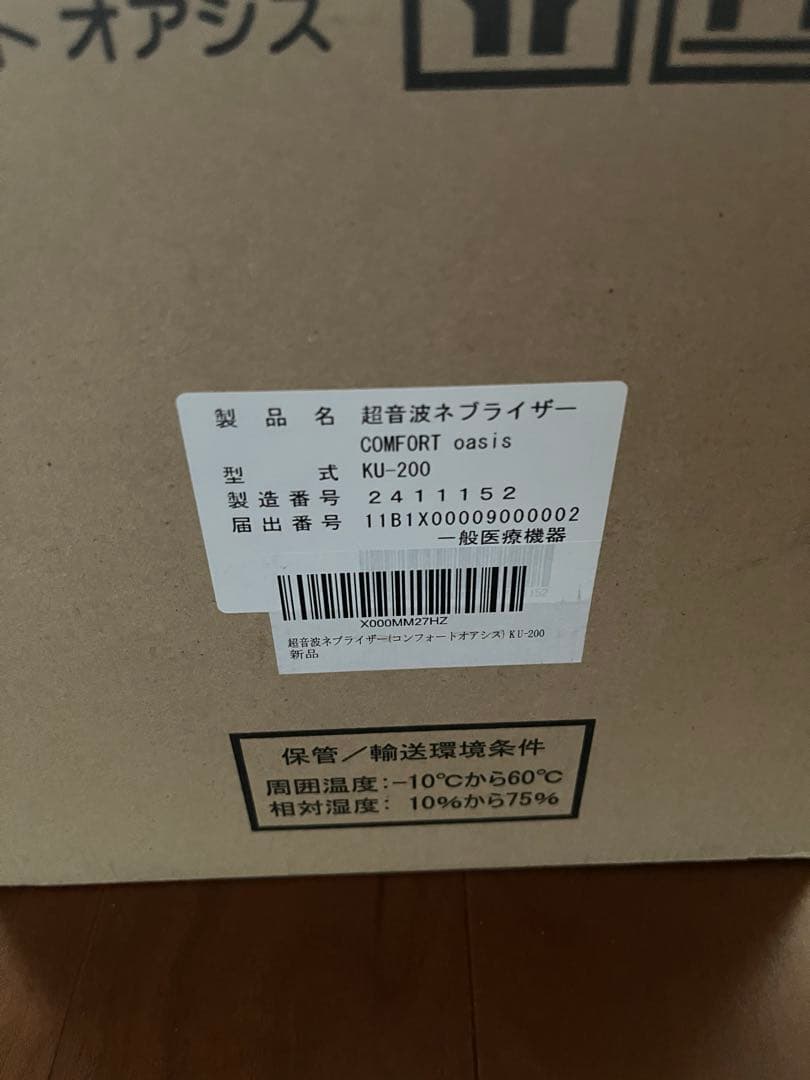 ト オアシス
製品名 超音波ネブライザー
COMFORT oasis
型式 KU-200
製造番号 2411152
届出番号 11B1X00009000002
一般医療機器
152
X000MM27HZ
超音波ネブライザー(コンフォートオアシス) KU-200
新品
保管／輸送環境条件
周囲温度:-10℃から60℃
相対湿度: 10%から75%